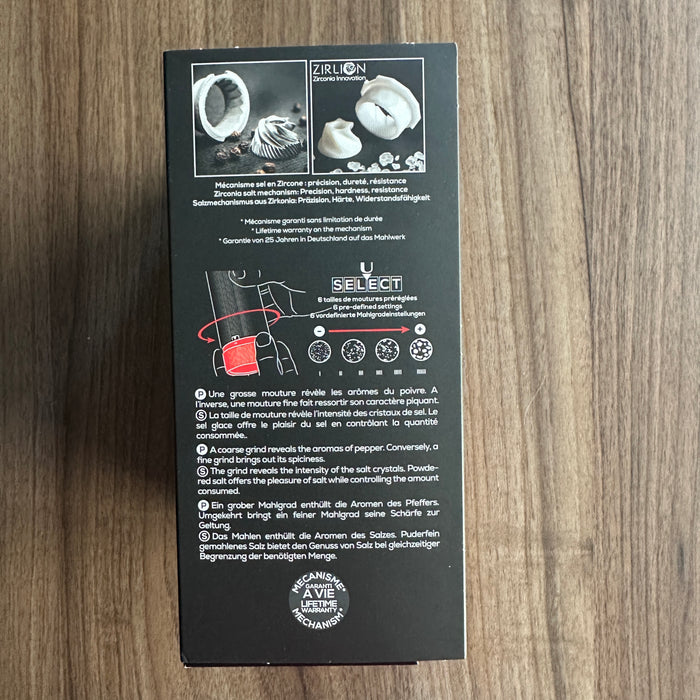 ZIRLION
Zirconia Innovation
Mécanisme sel en Zircone : précision, dureté, résistance
Zirconia salt mechanism: Precision, hardness, resistance
Salzmechanismus aus Zirkonia: Präzision, Härte, Widerstandsfähigkeit
* Mécanisme garanti sans limitation de durée
* Lifetime warranty on the mechanism
* Garantie von 25 Jahren in Deutschland auf das Mahlwerk
U
SELECT
6 tailles de moutures préréglées
6 pre-defined settings
6 vordefinierte Mahlgradeinstellungen
- +
P Une grosse mouture révèle les arômes du poivre. A
l'inverse, une mouture fine fait ressortir son caractère piquant.
S La taille de mouture révèle l'intensité des cristaux de sel. Le
sel glace offre le plaisir du sel en contrôlant la quantité
consommée..
P A coarse grind reveals the aromas of pepper. Conversely, a
fine grind brings out its spiciness.
S The grind reveals the intensity of the salt crystals. Powde-
red salt offers the pleasure of salt while controlling the amount
consumed.
P Ein grober Mahlgrad enthüllt die Aromen des Pfeffers.
Umgekehrt bringt ein feiner Mahlgrad seine Schärfe zur
Geltung.
S Das Mahlen enthüllt die Aromen des Salzes. Puderfein
gemahlenes Salz bietet den Genuss von Salz bei gleichzeitiger
Begrenzung der benötigten Menge.
MECANISME*
GARANTI
À VIE
LIFETIME
WARRANTY
MECHANISM*